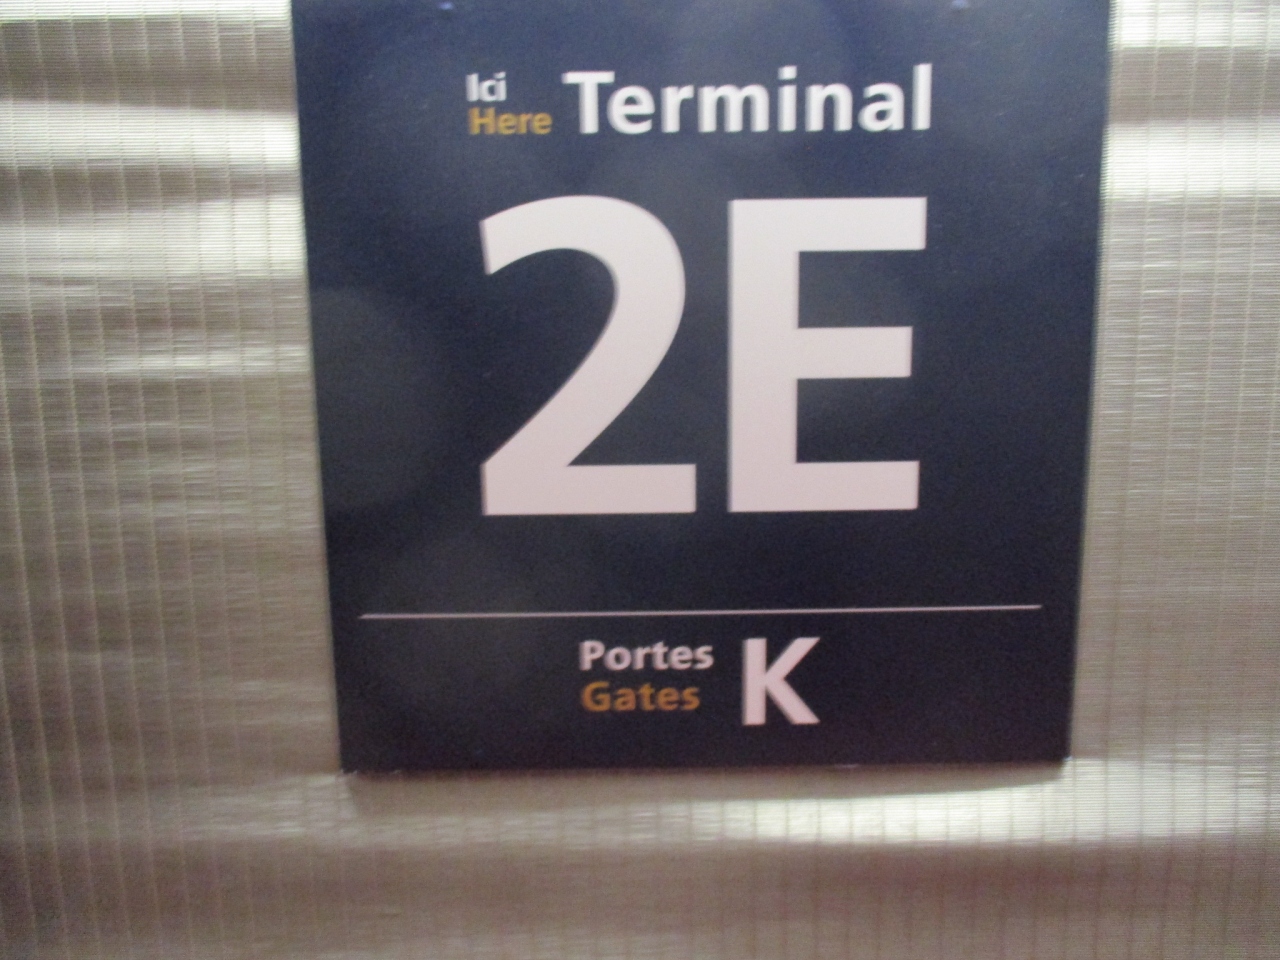 Ici
Here
Terminal
2E
Portes
Gates
K